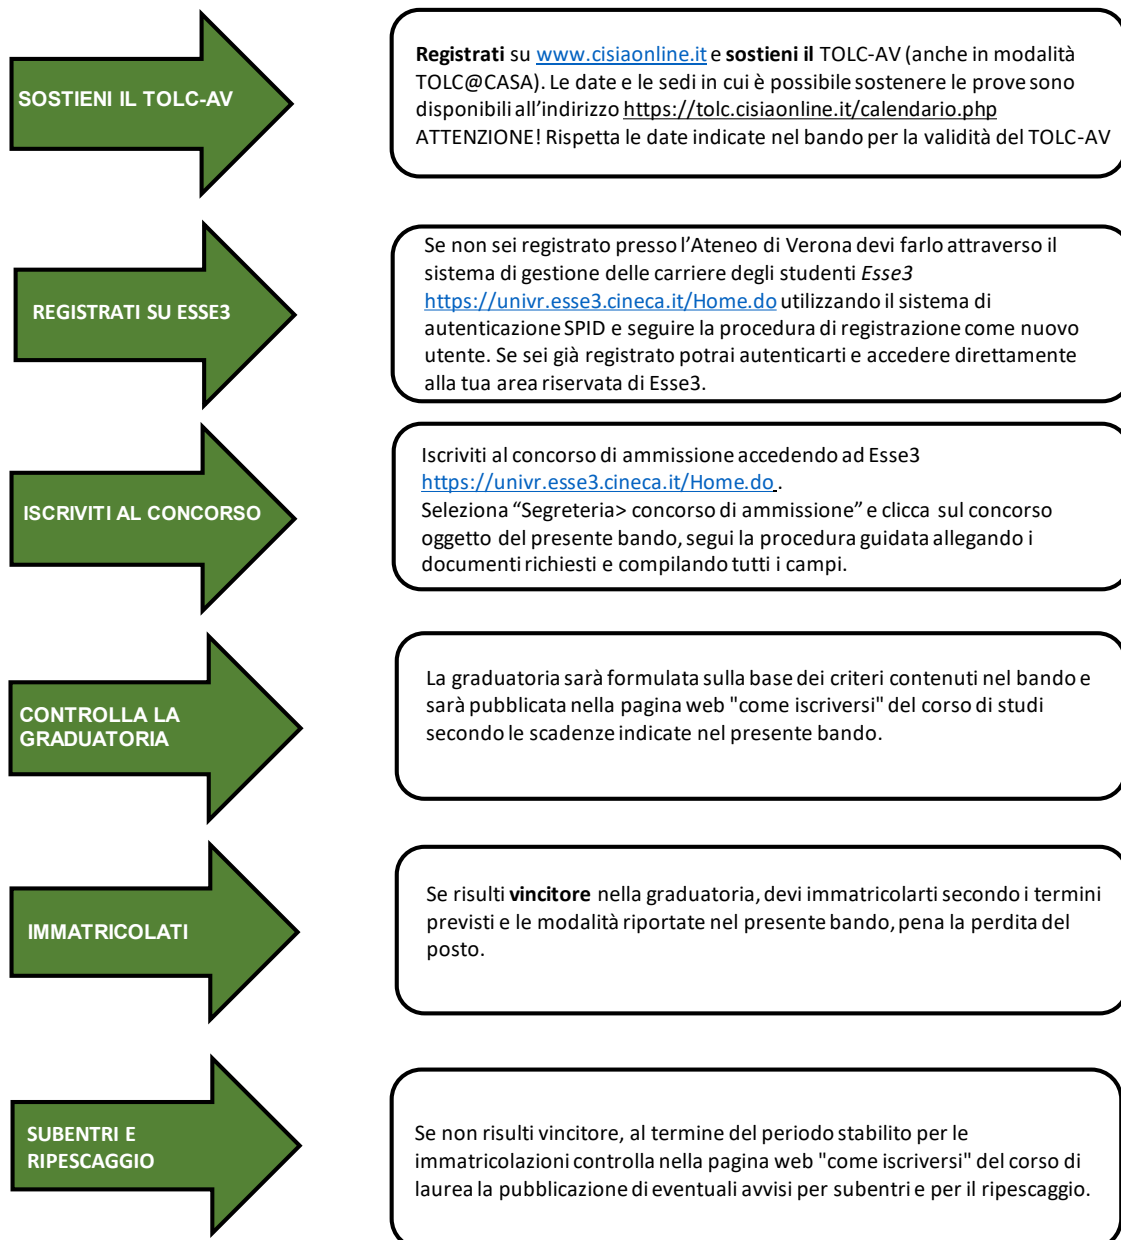 SOSTIENI IL TOLC-AV
Registrati su www.cisiaonline.it e sostieni il TOLC-AV (anche in modalità
TOLC@CASA). Le date e le sedi in cui è possibile sostenere le prove sono
disponibili all'indirizzo https://tolc.cisiaonline.it/calendario.php
ATTENZIONE! Rispetta le date indicate nel bando per la validità del TOLC-AV
REGISTRATI SU ESSE3
Se non sei registrato presso l'Ateneo di Verona devi farlo attraverso il
sistema di gestione delle carriere degli studenti Esse3
https://univr.esse3.cineca.it/Home.do utilizzando il sistema di
autenticazione SPID e seguire la procedura di registrazione come nuovo
utente. Se sei già registrato potrai autenticarti e accedere direttamente
alla tua area riservata di Esse3.
ISCRIVITI AL CONCORSO
Iscriviti al concorso di ammissione accedendo ad Esse3
https://univr.esse3.cineca.it/Home.do .
Seleziona “Segreteria> concorso di ammissione” e clicca sul concorso
oggetto del presente bando, segui la procedura guidata allegando i
documenti richiesti e compilando tutti i campi.
CONTROLLA LA
GRADUATORIA
La graduatoria sarà formulata sulla base dei criteri contenuti nel bando e
sarà pubblicata nella pagina web "come iscriversi" del corso di studi
secondo le scadenze indicate nel presente bando.
IMMATRICOLATI
Se risulti vincitore nella graduatoria, devi immatricolarti secondo i termini
previsti e le modalità riportate nel presente bando, pena la perdita del
posto.
SUBENTRI E
RIPESCAGGIO
Se non risulti vincitore, al termine del periodo stabilito per le
immatricolazioni controlla nella pagina web "come iscriversi" del corso di
laurea la pubblicazione di eventuali avvisi per subentri e per il ripescaggio.